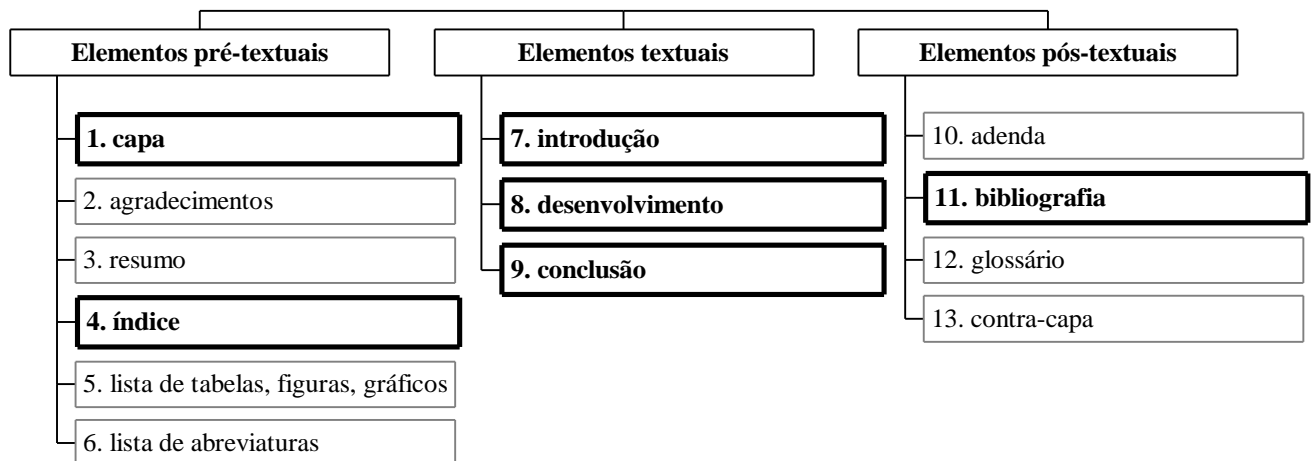 Elementos pré-textuais
1. capa
2. agradecimentos
3. resumo
4. índice
5. lista de tabelas, figuras, gráficos
6. lista de abreviaturas
Elementos textuais
7. introdução
8. desenvolvimento
9. conclusão
Elementos pós-textuais
10. adenda
11. bibliografia
12. glossário
13. contra-capa